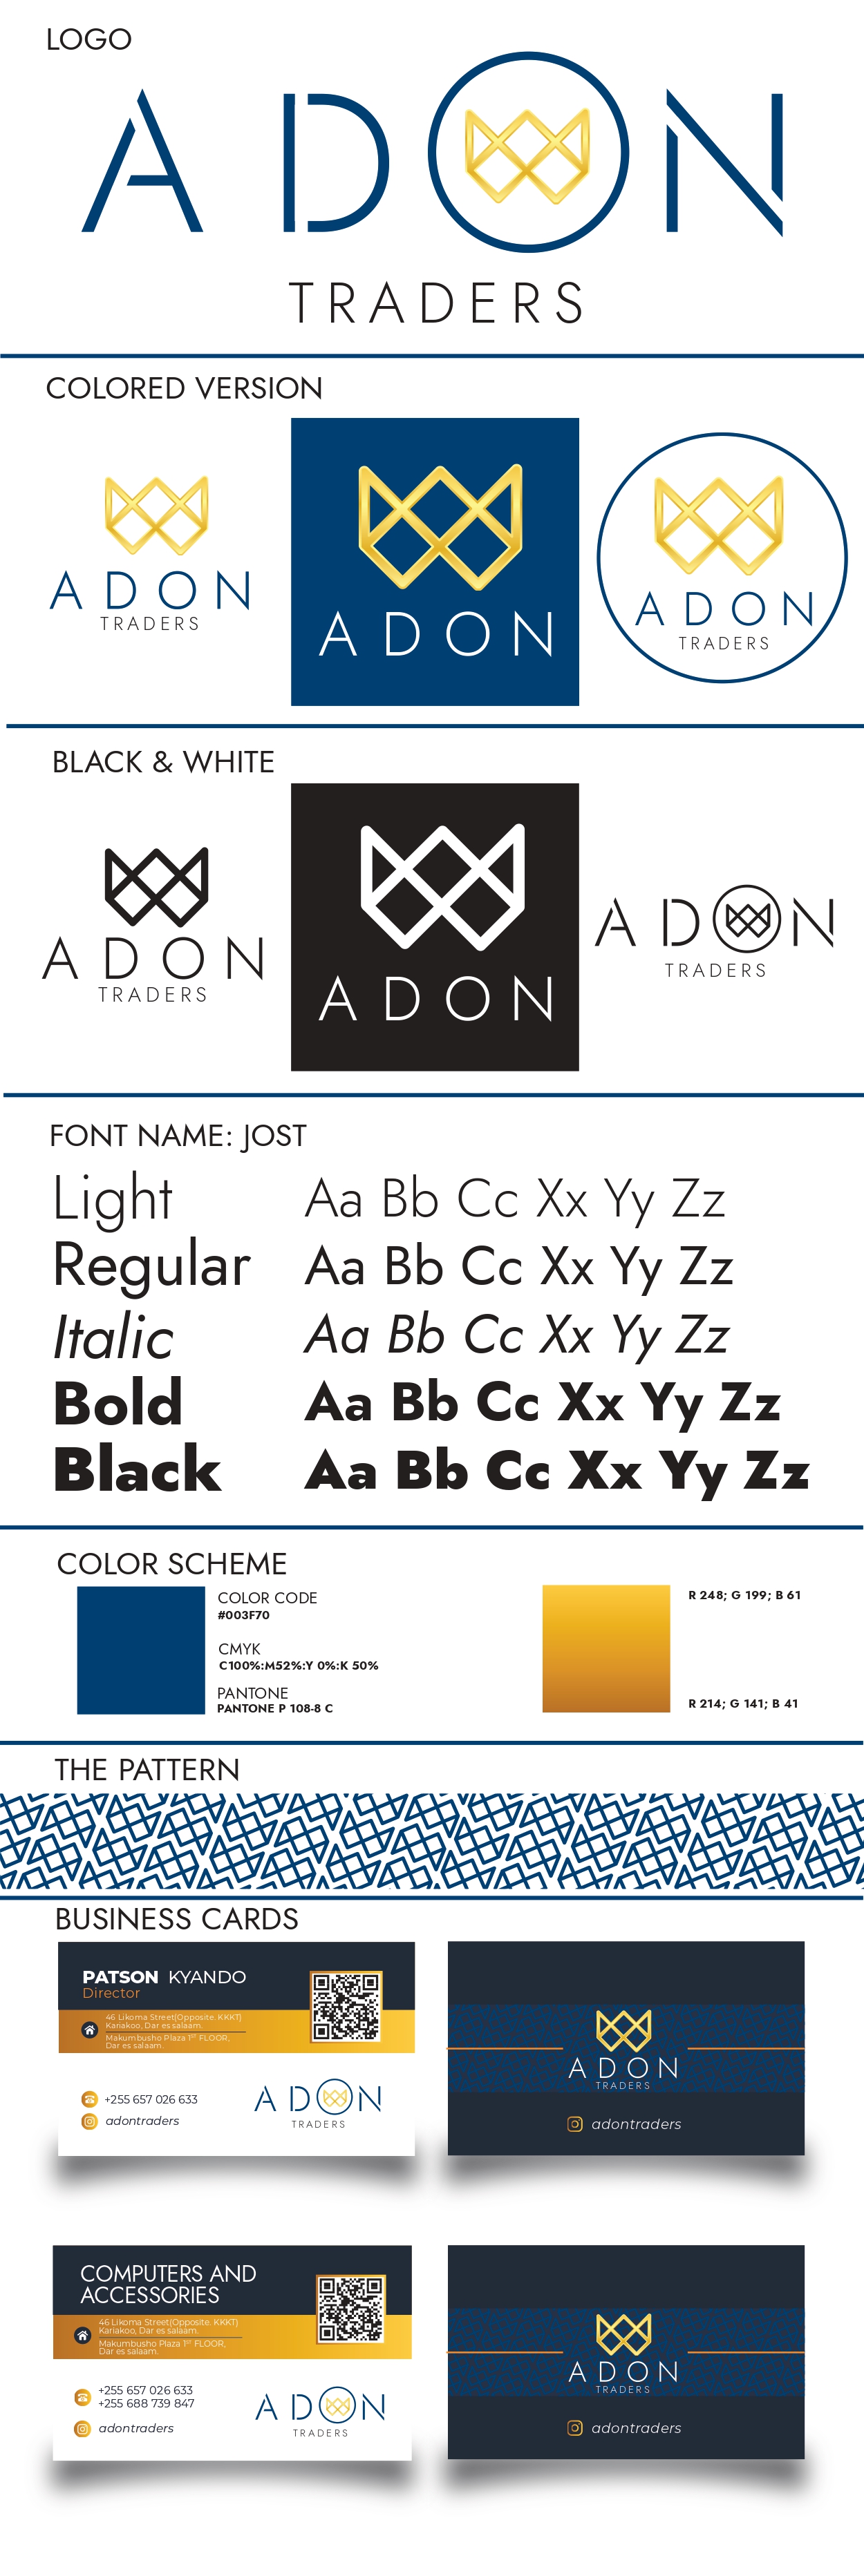 LOGO
ADON
TRADERS
COLORED VERSION
ADON
TRADERS
ADON
ADON
TRADERS
BLACK & WHITE
ADON
TRADERS
ADON
ADON
TRADERS
FONT NAME: JOST
Light Aa Bb Cc Xx Yy Zz
Regular Aa Bb Cc Xx Yy Zz
Italic Aa Bb Cc Xx Yy Zz
Bold Aa Bb Cc Xx Yy Zz
Black Aa Bb Cc Xx Yy Zz
COLOR SCHEME
COLOR CODE
#003F70
CMYK
C100%:M52%:Y 0%:K 50%
PANTONE
PANTONE P 108-8 C
R 248; G 199; B 61
R 214; G 141; B 41
THE PATTERN
BUSINESS CARDS
PATSON KYANDO
Director
46 Likoma Street(Opposite. KKKT)
Kariakoo, Dar es salaam.
Makumbusho Plaza 1ST FLOOR,
Dar es salaam.
+255 657 026 633
adontraders
ADON
TRADERS
ADON
TRADERS
adontraders
COMPUTERS AND
ACCESSORIES
46 Likoma Street(Opposite. KKKT)
Kariakoo, Dar es salaam.
Makumbusho Plaza 1ST FLOOR,
Dar es salaam.
+255 657 026 633
+255 688 739 847
adontraders
ADON
TRADERS
ADON
TRADERS
adontraders